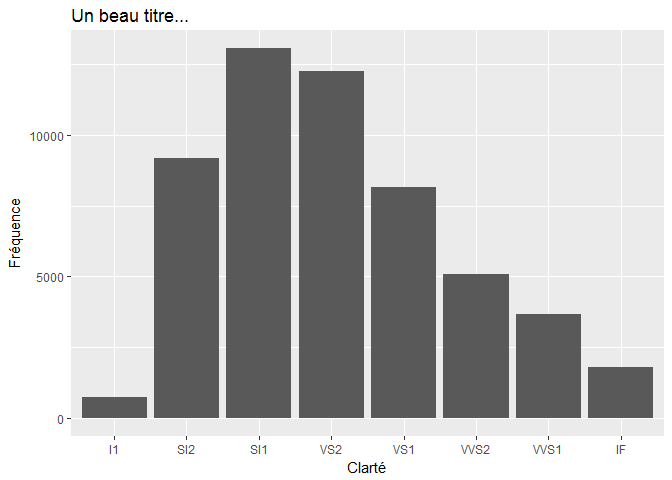 Un beau titre...
10000
5000
0
Fréquence
I1 SI2 SI1 VS2 VS1 VVS2 VVS1 IF
Clarté